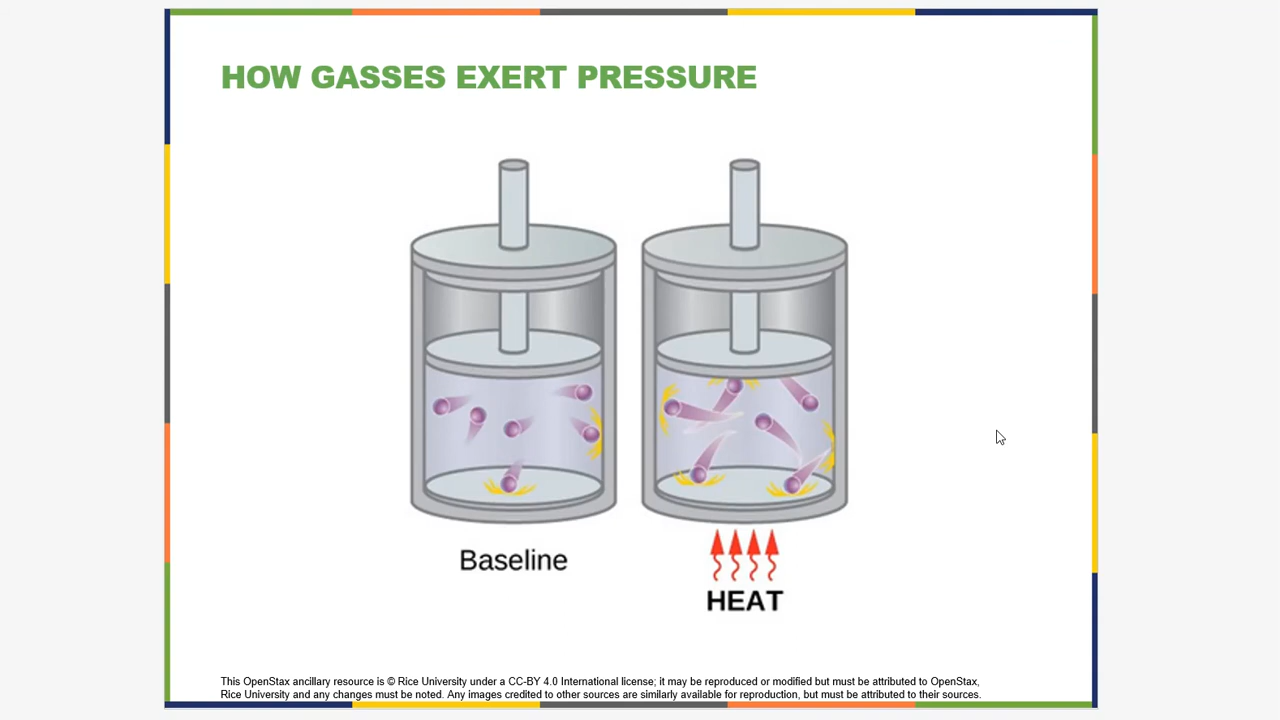 HOW GASSES EXERT PRESSURE
Baseline
HEAT
This OpenStax ancillary resource is © Rice University under a CC-BY 4.0 International license; it may be reproduced or modified but must be attributed to OpenStax,
Rice University and any changes must be noted. Any images credited to other sources are similarly available for reproduction, but must be attributed to their sources.